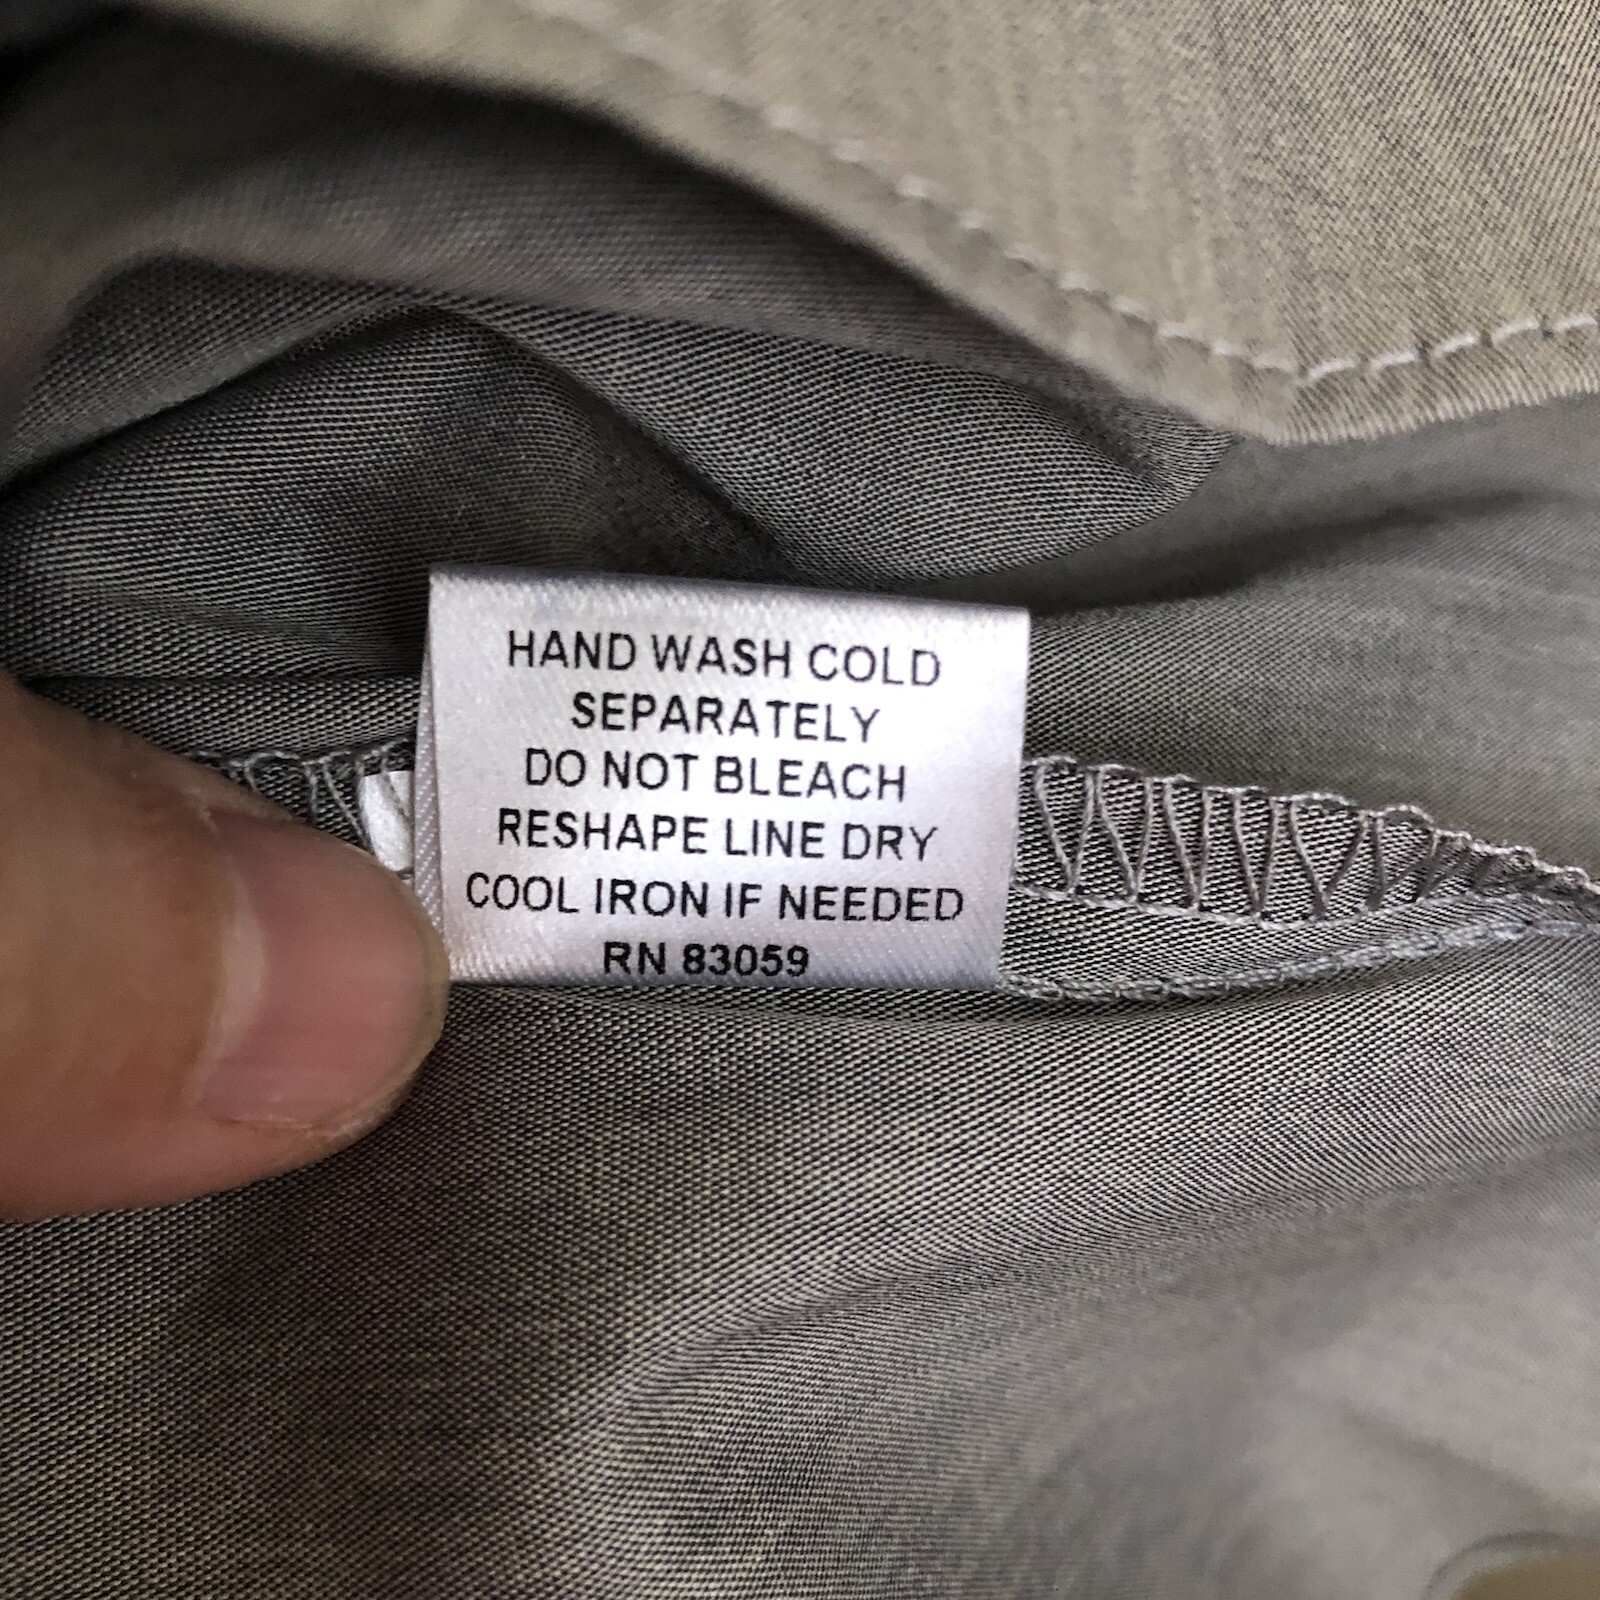 HAND WASH COLD
SEPARATELY
DO NOT BLEACH
RESHAPE LINE DRY
COOL IRON IF NEEDED
RN 83059